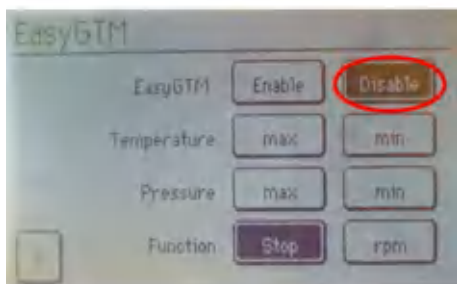 EasyGTM
EasyGTM Enable Disable
Temperature max min
Pressure max min
Function Stop rpm